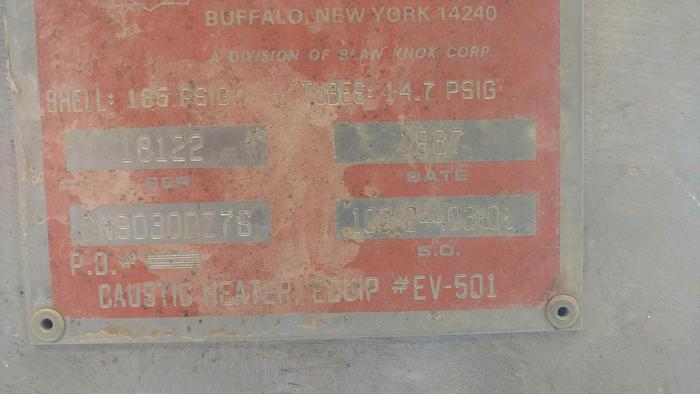 BUFFALO, NEW YORK 14240
A DIVISION OF BLAW KNOX CORP.
SHELL: 165 PSIG TUBES: 14.7 PSIG
18122 1987
SER DATE
S.O.
P.O.#
CAUSTIC HEATER, EQUIP #EV-501